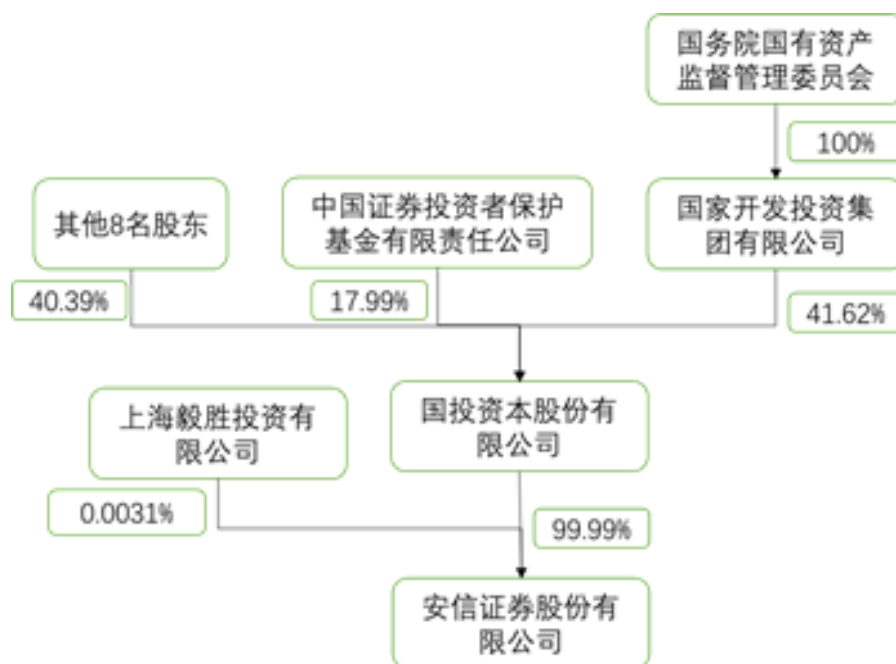 国务院国有资产
监督管理委员会
100%
其他8名股东
中国证券投资者保护
基金有限责任公司
国家开发投资集
团有限公司
40.39%
17.99%
41.62%
上海毅胜投资有
限公司
国投资本股份有
限公司
0.0031%
99.99%
安信证券股份有
限公司